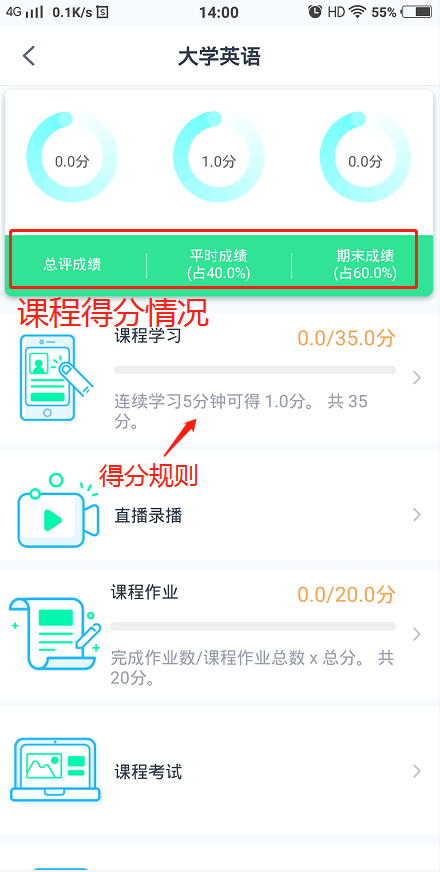 4G 0.1K/s 14:00 HD 55%
大学英语
0.0分 1.0分 0.0分
总评成绩 平时成绩 期末成绩
(占40.0%) (占60.0%)
课程得分情况
课程学习 0.0/35.0分
连续学习5分钟可得 1.0分。 共 35
分。
得分规则
直播录播
课程作业 0.0/20.0分
完成作业数/课程作业总数 x 总分。 共
20分。
课程考试